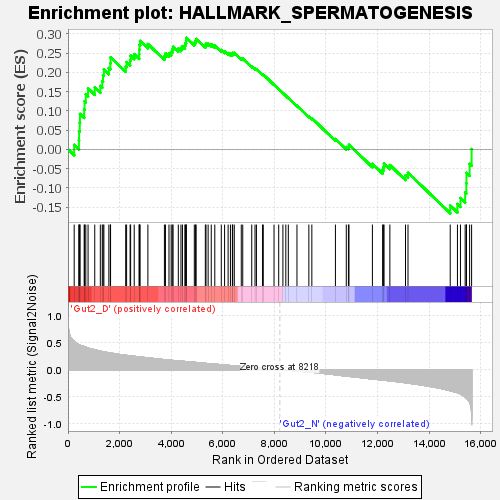 Enrichment plot: HALLMARK_SPERMATOGENESIS
Enrichment score (ES)
0.30
0.25
0.20
0.15
0.10
0.05
0.00
-0.05
-0.10
-0.15
'Gut2_D' (positively correlated)
Ranked list metric (Signal2Noise)
1.0
0.5
0.0
-0.5
-1.0
Zero cross at 8218
'Gut2_N' (negatively correlated)
0 2,000 4,000 6,000 8,000 10,000 12,000 14,000 16,000
Rank in Ordered Dataset
Enrichment profile Hits Ranking metric scores